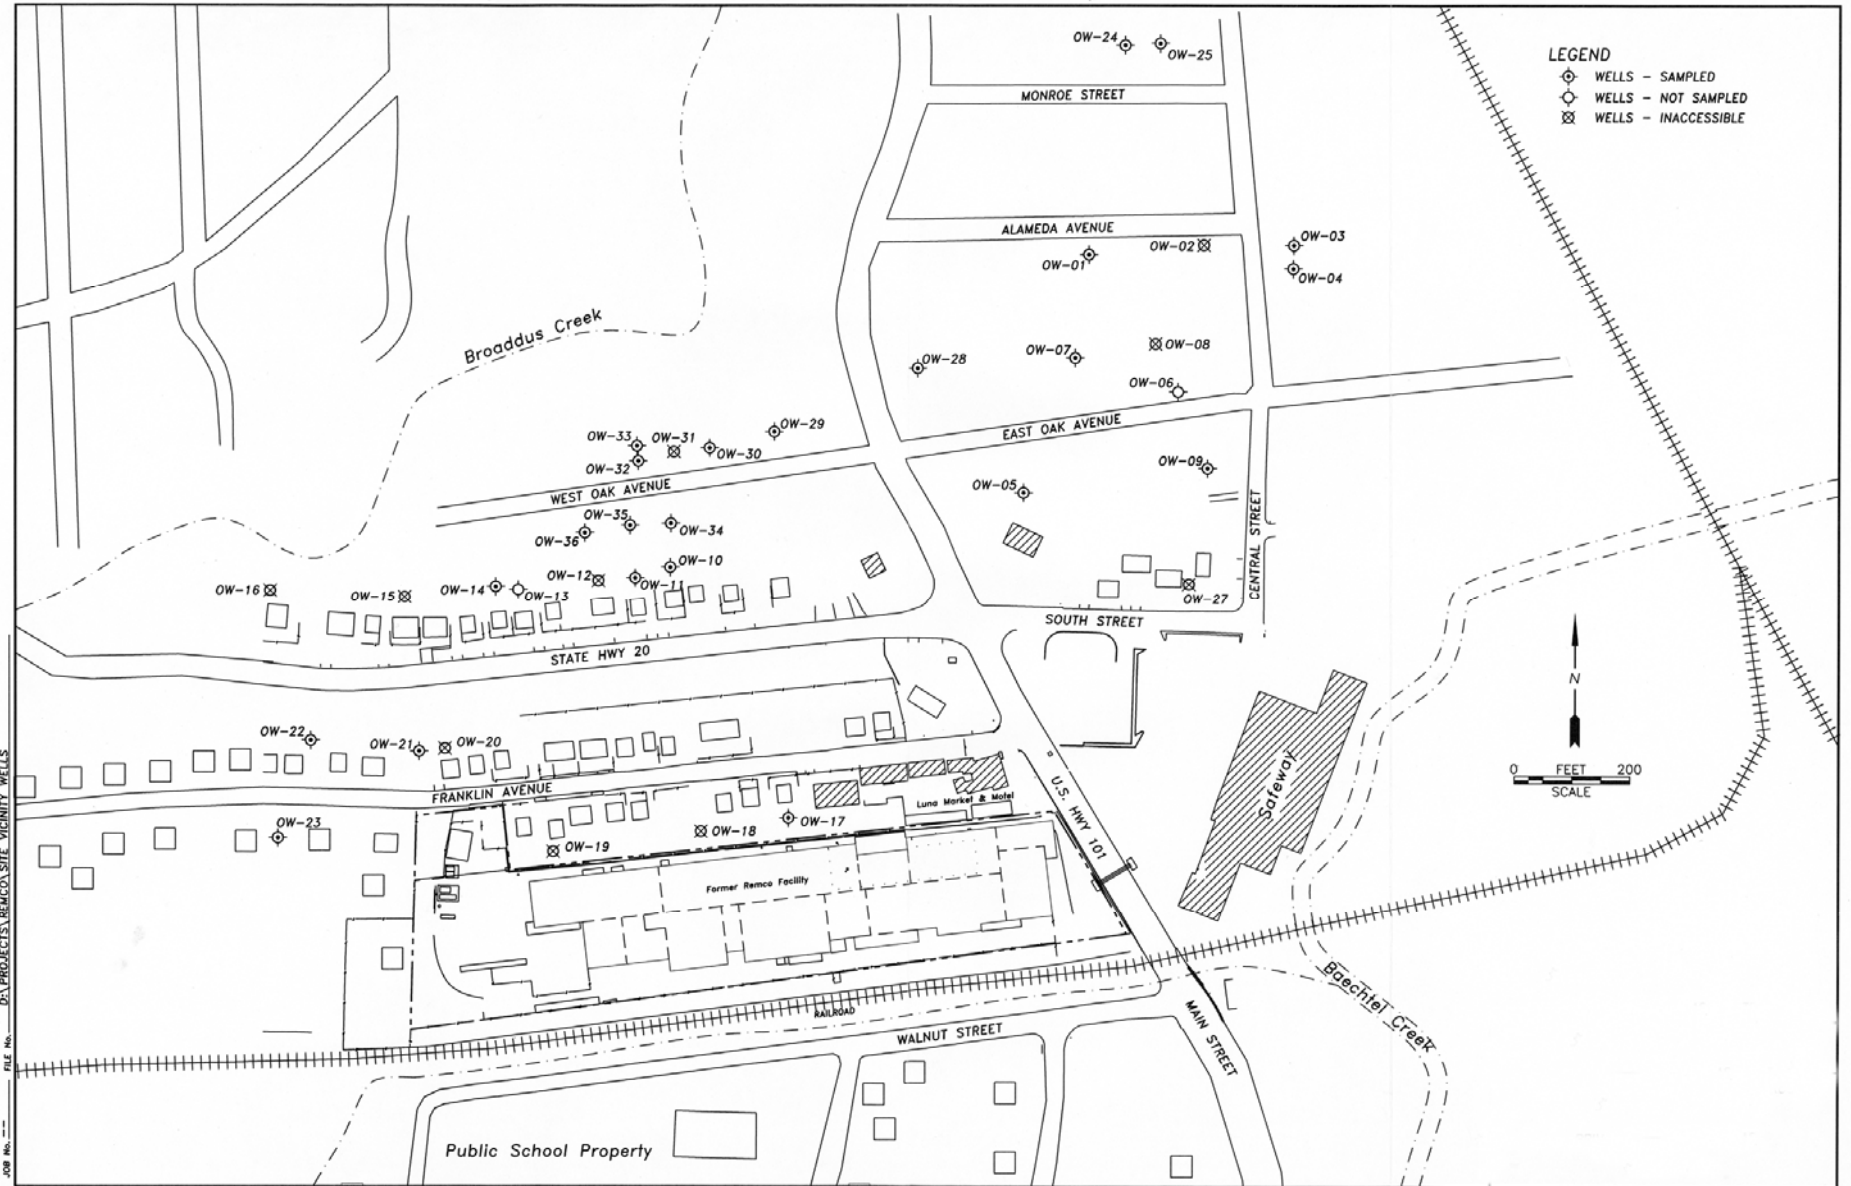 OW-24
OW-25
LEGEND
WELLS - SAMPLED
WELLS - NOT SAMPLED
WELLS - INACCESSIBLE
MONROE STREET
ALAMEDA AVENUE
OW-01
OW-02
OW-03
OW-04
Broaddus Creek
OW-28
OW-07
OW-08
OW-06
EAST OAK AVENUE
OW-33
OW-31
OW-29
OW-32
OW-30
WEST OAK AVENUE
OW-09
OW-05
CENTRAL STREET
OW-35
OW-34
OW-36
OW-10
OW-12
OW-11
OW-16
OW-15
OW-14
OW-13
OW-27
SOUTH STREET
STATE HWY 20
N
0 FEET 200
SCALE
OW-22
OW-21
OW-20
FRANKLIN AVENUE
U.S. HWY 101
Safeway
Luna Market & Motel
OW-23
OW-19
OW-18
OW-17
Former Remco Facility
RAILROAD
WALNUT STREET
MAIN STREET
Baechtel Creek
Public School Property
JOB No. -- FILE No. D:\PROJECTS\REMCO\SITE VICINITY WELLS